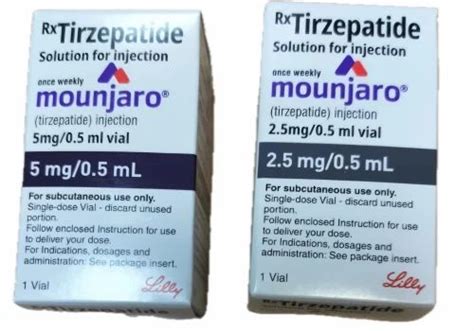 Rx Tirzepatide
Solution for injection
once weekly
mounjaro®
(tirzepatide) injection
5mg/0.5 ml vial
5 mg/0.5 mL
For subcutaneous use only.
Single-dose Vial - discard unused
portion.
Follow enclosed Instruction for use
to deliver your dose.
For Indications, dosages and
administration: See package insert.
1 Vial
Lilly
Rx Tirzepatide
Solution for injection
once weekly
mounjaro®
(tirzepatide) injection
2.5mg/0.5 ml vial
2.5 mg/0.5 mL
For subcutaneous use only.
Single-dose Vial - discard unused
portion.
Follow enclosed Instruction for use
to deliver your dose.
For Indications, dosages and
administration: See package insert.
1 Vial
Lilly